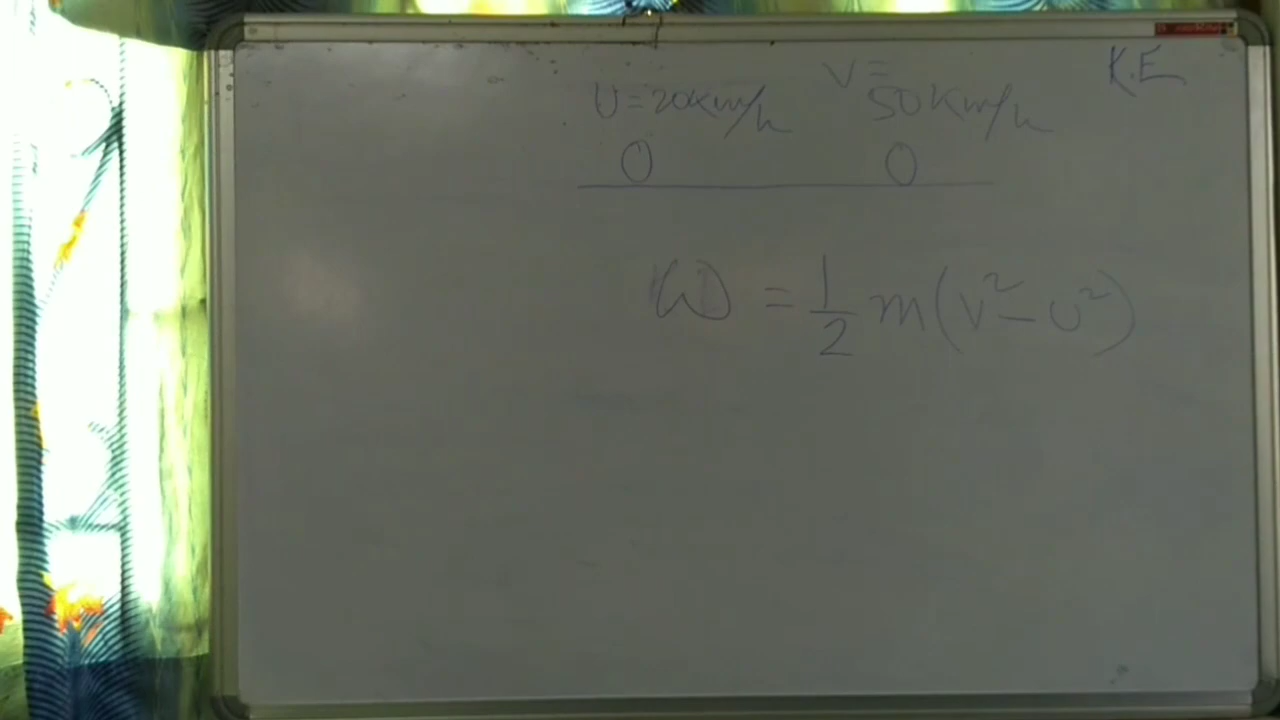 K.E
U=20Km/h V=50Km/h
W = 1/2 m(v²-u²)